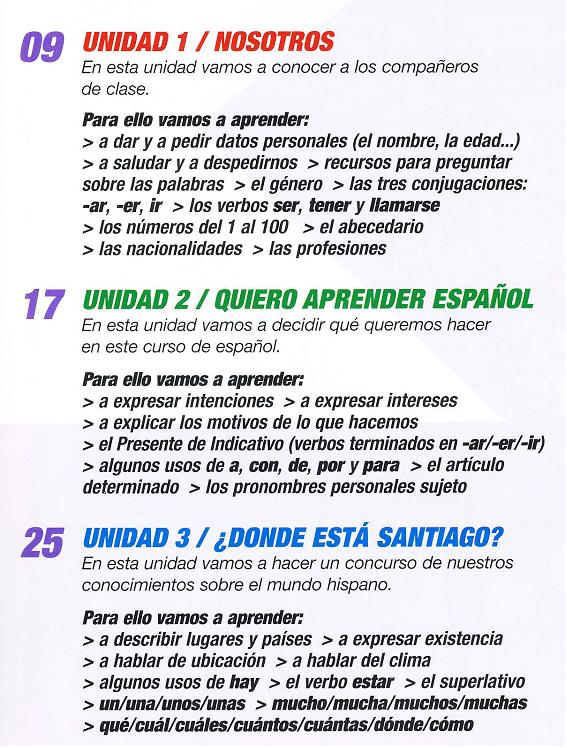 09 UNIDAD 1 / NOSOTROS
En esta unidad vamos a conocer a los compañeros
de clase.
Para ello vamos a aprender:
> a dar y a pedir datos personales (el nombre, la edad...)
> a saludar y a despedirnos > recursos para preguntar
sobre las palabras > el género > las tres conjugaciones:
-ar, -er, ir > los verbos ser, tener y llamarse
> los números del 1 al 100 > el abecedario
> las nacionalidades > las profesiones
17 UNIDAD 2 / QUIERO APRENDER ESPAÑOL
En esta unidad vamos a decidir qué queremos hacer
en este curso de español.
Para ello vamos a aprender:
> a expresar intenciones > a expresar intereses
> a explicar los motivos de lo que hacemos
> el Presente de Indicativo (verbos terminados en -ar/-er/-ir)
> algunos usos de a, con, de, por y para > el artículo
determinado > los pronombres personales sujeto
25 UNIDAD 3 / ¿DONDE ESTÁ SANTIAGO?
En esta unidad vamos a hacer un concurso de nuestros
conocimientos sobre el mundo hispano.
Para ello vamos a aprender:
> a describir lugares y países > a expresar existencia
> a hablar de ubicación > a hablar del clima
> algunos usos de hay > el verbo estar > el superlativo
> un/una/unos/unas > mucho/mucha/muchos/muchas
> qué/cuál/cuáles/cuántos/cuántas/dónde/cómo